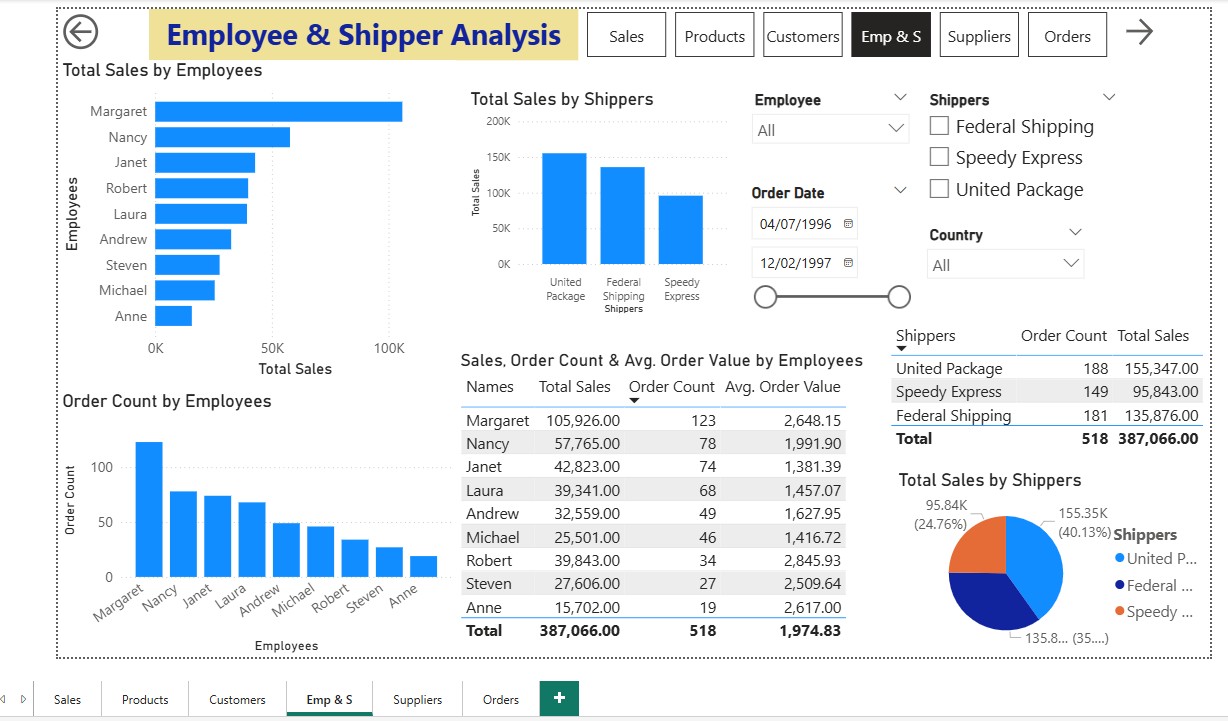 Employee & Shipper Analysis
Sales
Products
Customers
Emp & S
Suppliers
Orders
Total Sales by Employees
Employees
Margaret
Nancy
Janet
Robert
Laura
Andrew
Steven
Michael
Anne
0K 50K 100K
Total Sales
Total Sales by Shippers
Total Sales
200K
150K
100K
50K
0K
United Package
Federal Shipping
Speedy Express
Shippers
Employee
All
Order Date
04/07/1996
12/02/1997
Shippers
Federal Shipping
Speedy Express
United Package
Country
All
Order Count by Employees
Order Count
100
50
0
Margaret Nancy Janet Laura Andrew Michael Robert Steven Anne
Employees
Sales, Order Count & Avg. Order Value by Employees
Names Total Sales Order Count Avg. Order Value
Margaret 105,926.00 123 2,648.15
Nancy 57,765.00 78 1,991.90
Janet 42,823.00 74 1,381.39
Laura 39,341.00 68 1,457.07
Andrew 32,559.00 49 1,627.95
Michael 25,501.00 46 1,416.72
Robert 39,843.00 34 2,845.93
Steven 27,606.00 27 2,509.64
Anne 15,702.00 19 2,617.00
Total 387,066.00 518 1,974.83
Shippers Order Count Total Sales
United Package 188 155,347.00
Speedy Express 149 95,843.00
Federal Shipping 181 135,876.00
Total 518 387,066.00
Total Sales by Shippers
95.84K
(24.76%)
155.35K
(40.13%)
135.8... (35....)
Shippers
United P...
Federal ...
Speedy ...
Sales
Products
Customers
Emp & S
Suppliers
Orders
+